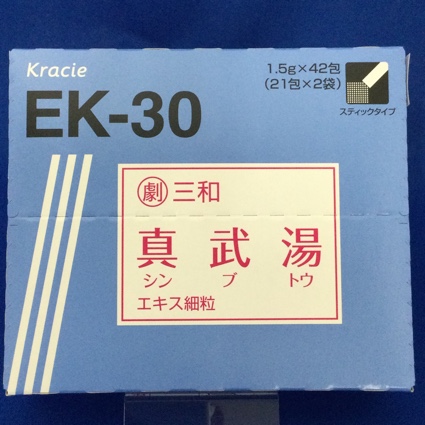 Kracie
EK-30
1.5g×42包
(21包×2袋)
スティックタイプ
劇 三和
真武湯
シンブトウ
エキス細粒